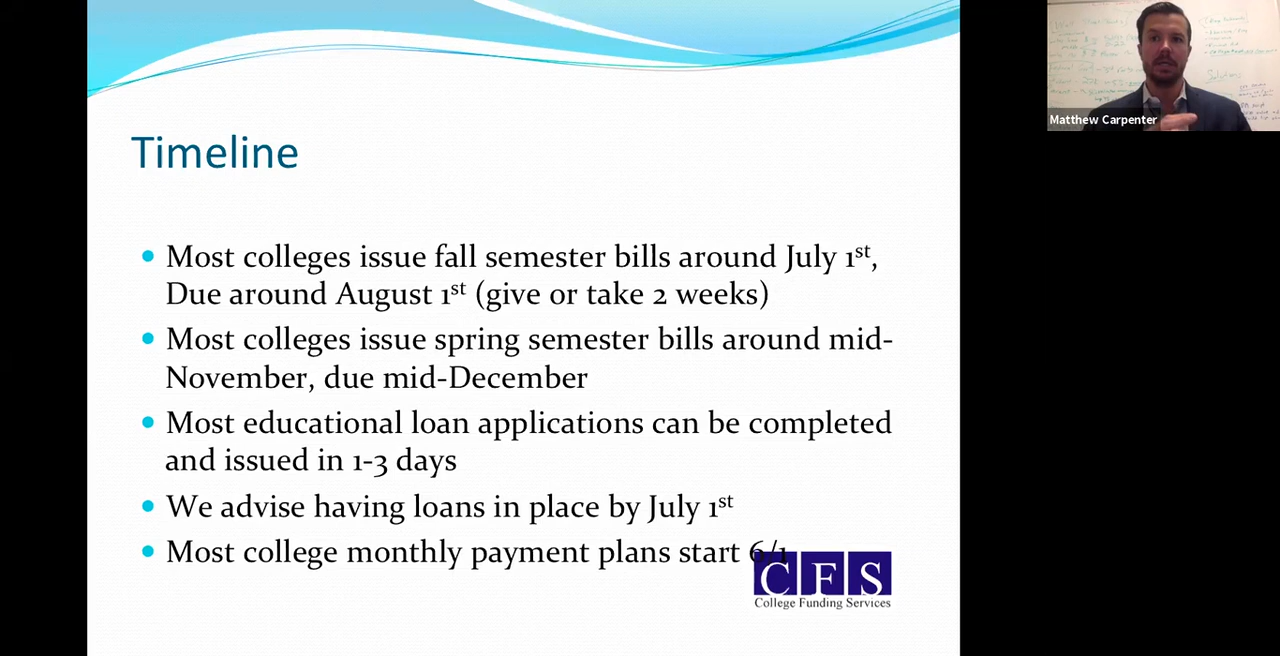 Timeline
Most colleges issue fall semester bills around July 1st,
Due around August 1st (give or take 2 weeks)
Most colleges issue spring semester bills around mid-
November, due mid-December
Most educational loan applications can be completed
and issued in 1-3 days
We advise having loans in place by July 1st
Most college monthly payment plans start 6/1
CFS
College Funding Services
Matthew Carpenter